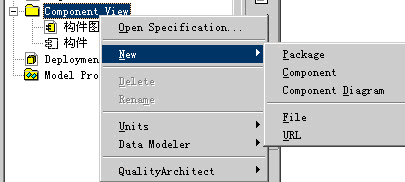 Component View
构件图
Open Specification...
构件
New
Package
Deploymen
Component
Model Pro
Delete
Component Diagram
Rename
File
Units
URL
Data Modeler
QualityArchitect